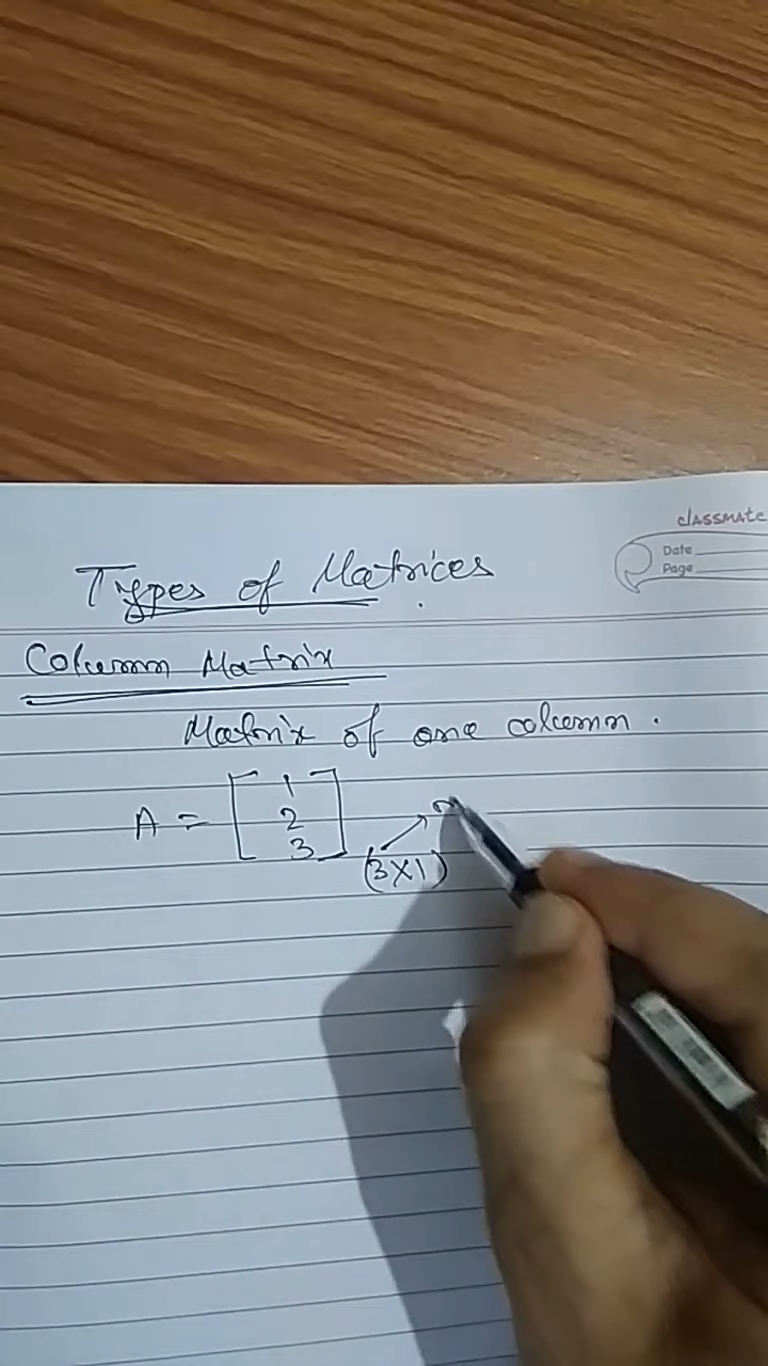 classmate
Date
Page
Types of Matrices
Column Matrix
Matrix of one column.
A = [1
2
3]
(3×1)